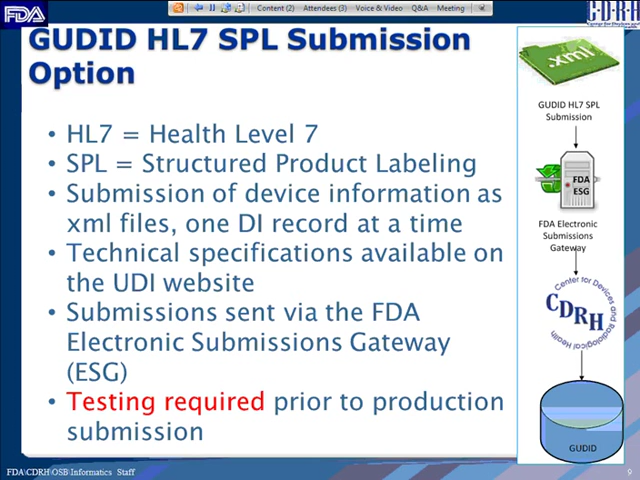 FDA
Content (2) Attendees (3) Voice & Video Q&A Meeting
CDRH
GUDID HL7 SPL Submission
Option
• HL7 = Health Level 7
• SPL = Structured Product Labeling
• Submission of device information as
xml files, one DI record at a time
• Technical specifications available on
the UDI website
• Submissions sent via the FDA
Electronic Submissions Gateway
(ESG)
• Testing required prior to production
submission
.xml
GUDID HL7 SPL
Submission
FDA
ESG
FDA Electronic
Submissions
Gateway
Center for Devices and Radiological Health
CDRH
GUDID
FDA\CDRH\OSB\Informatics Staff
9